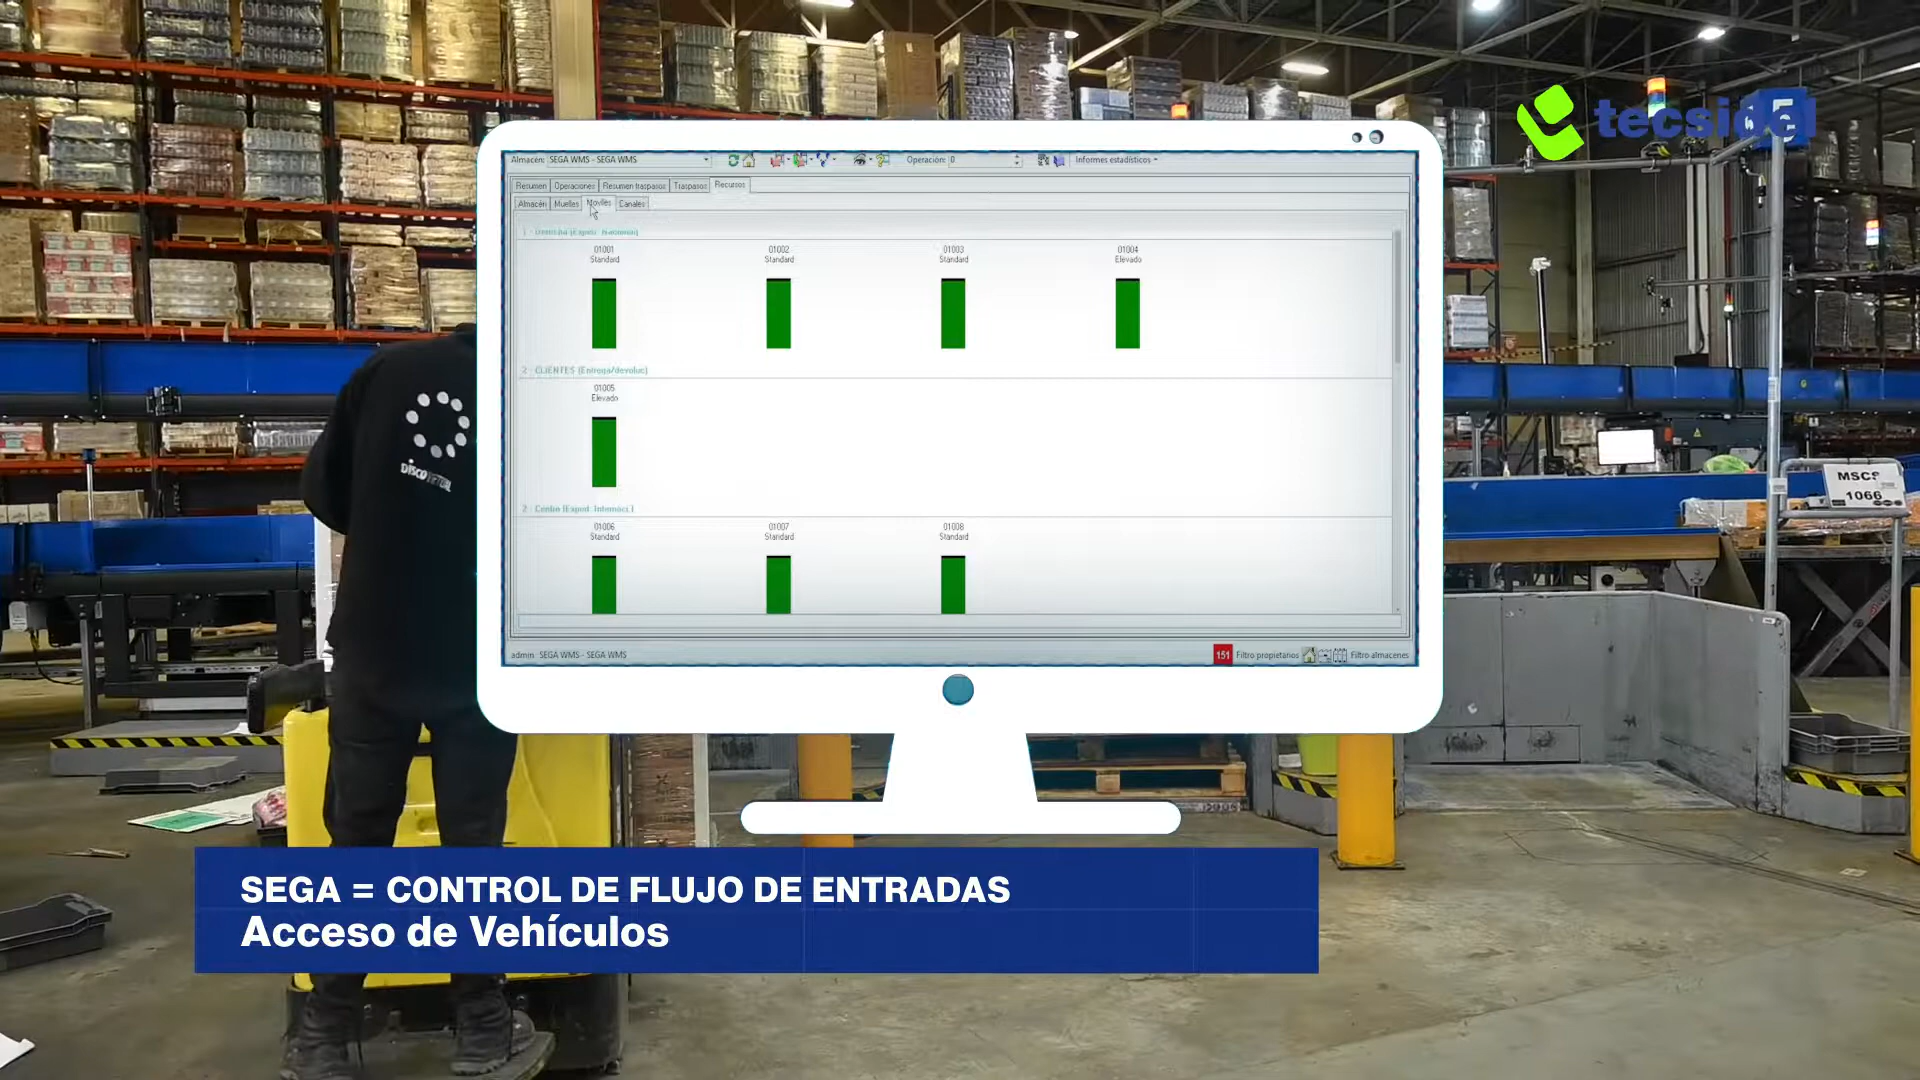 tecsidel
Almacén: SEGA WMS - SEGA WMS
Operación: 0
Informes estadísticos
Resumen Operaciones Resumen traspasos Traspasos Recursos
Almacén Muelles Móviles Canales
01001 01002 01003 01004
Standard Standard Standard Elevado
2 - CLIENTES (Entrega/devoluc)
01005
Elevado
01006 01007 01008
Standard Standard Standard
admin SEGA WMS - SEGA WMS
151 Filtro propietarios Filtro almacenes
DISCO
MSCS
1066
SEGA = CONTROL DE FLUJO DE ENTRADAS
Acceso de Vehículos